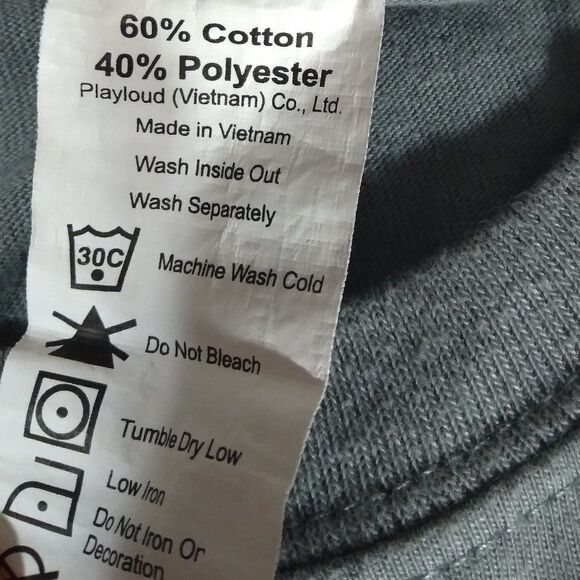 60% Cotton
40% Polyester
Playloud (Vietnam) Co., Ltd.
Made in Vietnam
Wash Inside Out
Wash Separately
30C
Machine Wash Cold
Do Not Bleach
Tumble Dry Low
Low Iron
Do Not Iron Or
Decoration
P